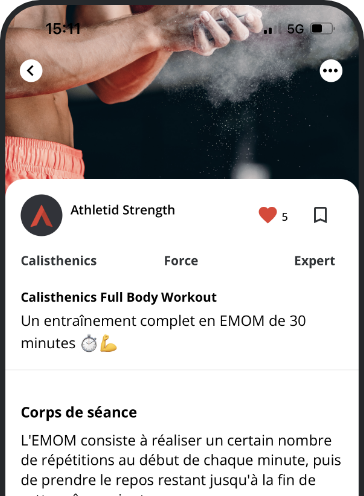 15:11
5G
Athletid Strength
5
Calisthenics Force Expert
Calisthenics Full Body Workout
Un entraînement complet en EMOM de 30
minutes ⏱️💪
Corps de séance
L'EMOM consiste à réaliser un certain nombre
de répétitions au début de chaque minute, puis
de prendre le repos restant jusqu'à la fin de